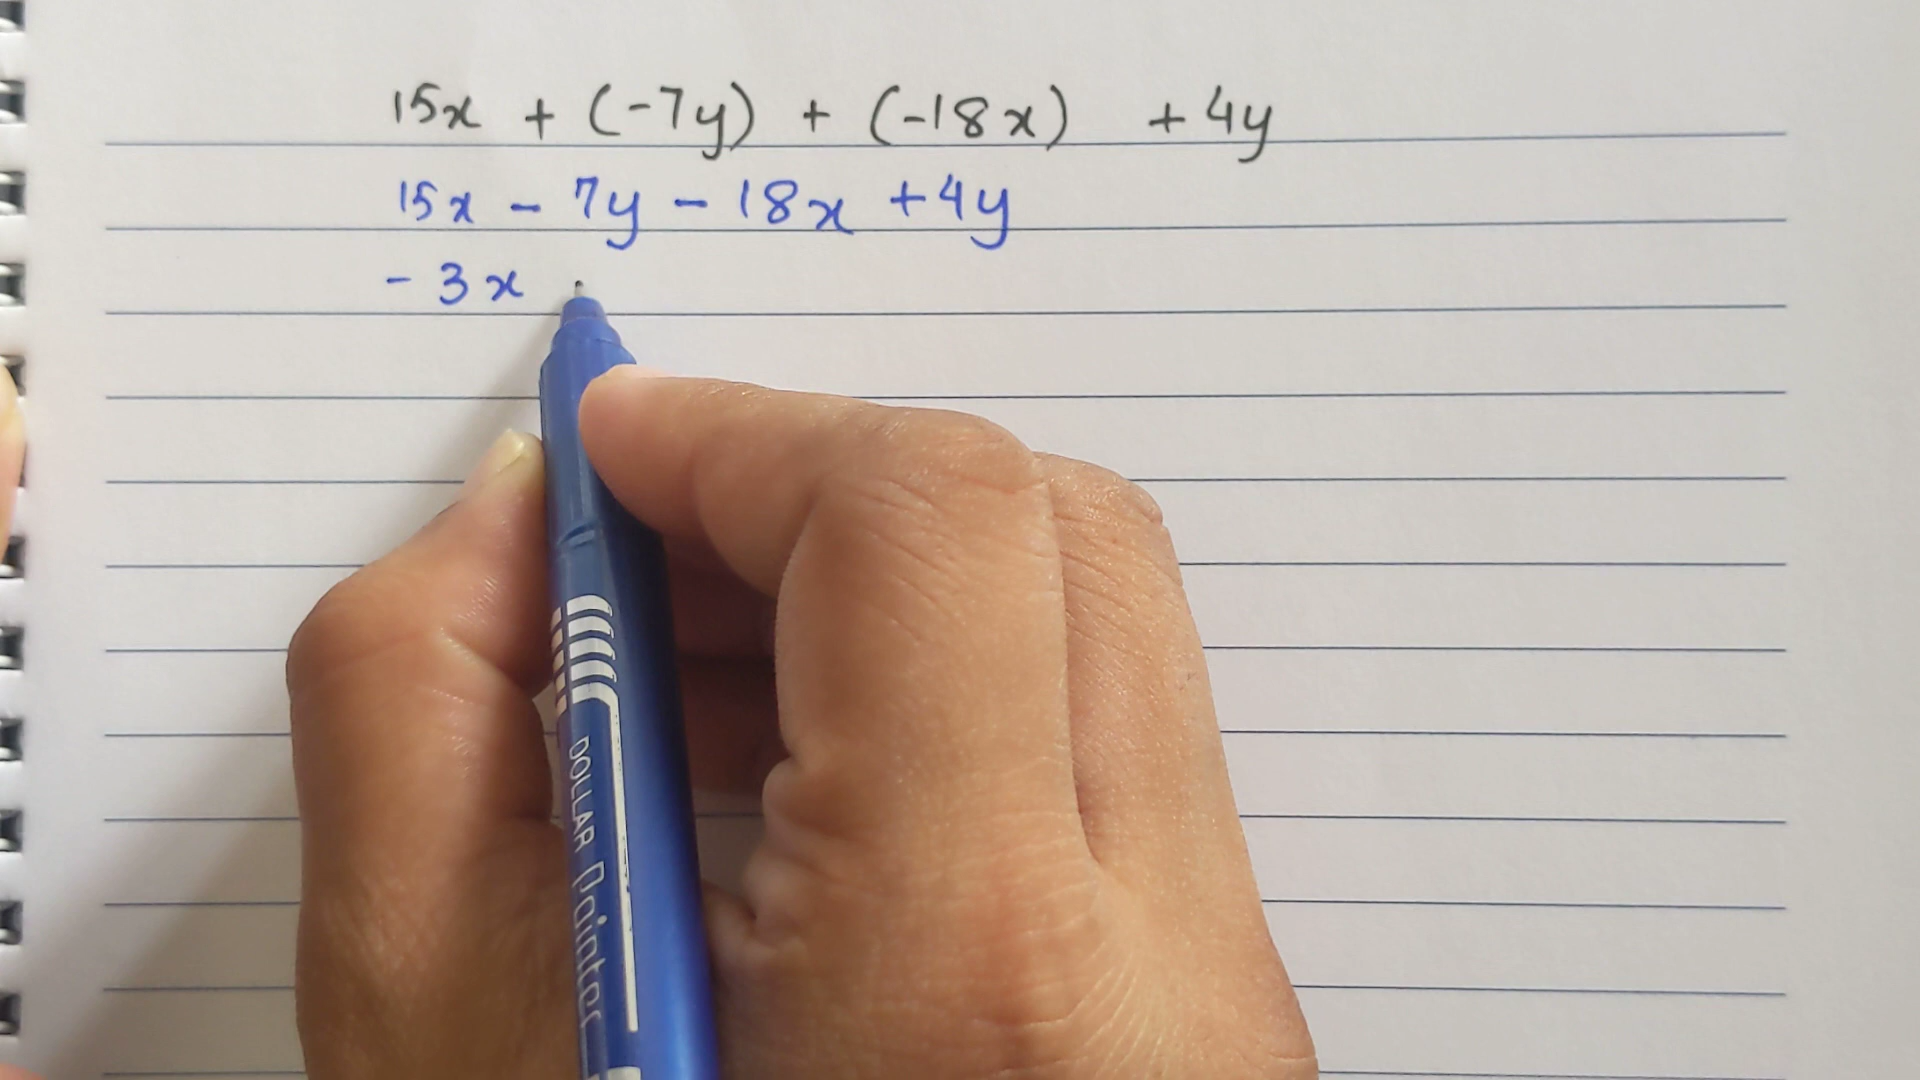 15x + (-7y) + (-18x) + 4y
15x - 7y - 18x + 4y
- 3x
DOLLAR Pointer